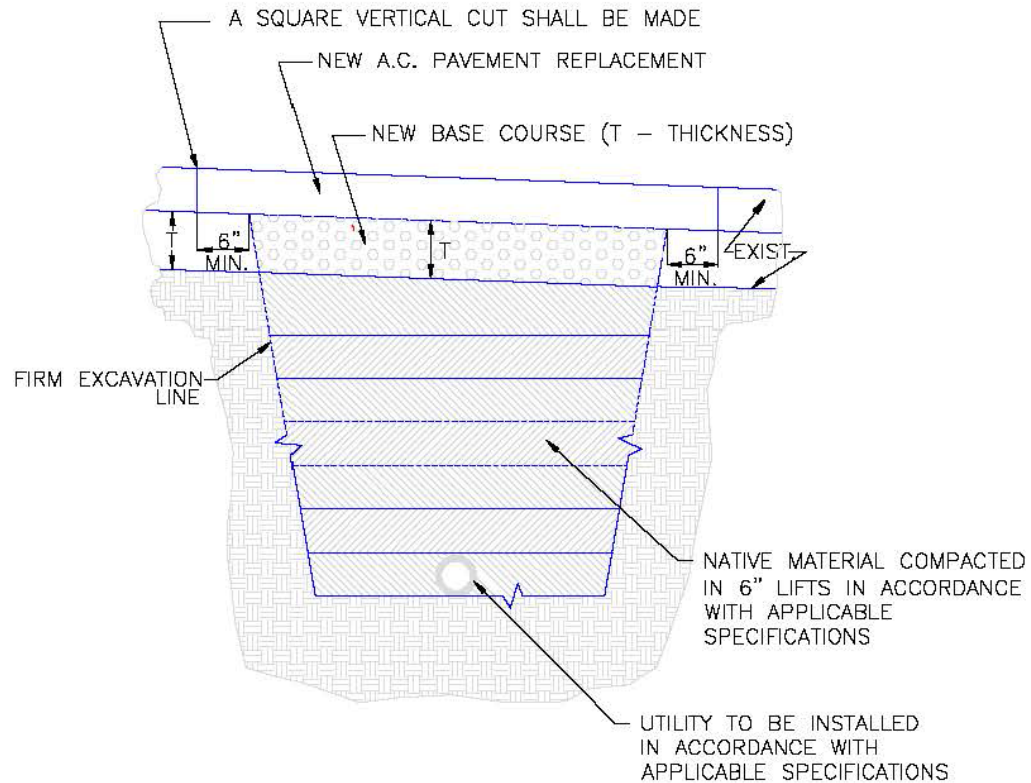 A SQUARE VERTICAL CUT SHALL BE MADE
NEW A.C. PAVEMENT REPLACEMENT
NEW BASE COURSE (T – THICKNESS)
T
6"
MIN.
T
6"
MIN.
EXIST
FIRM EXCAVATION
LINE
NATIVE MATERIAL COMPACTED
IN 6" LIFTS IN ACCORDANCE
WITH APPLICABLE
SPECIFICATIONS
UTILITY TO BE INSTALLED
IN ACCORDANCE WITH
APPLICABLE SPECIFICATIONS